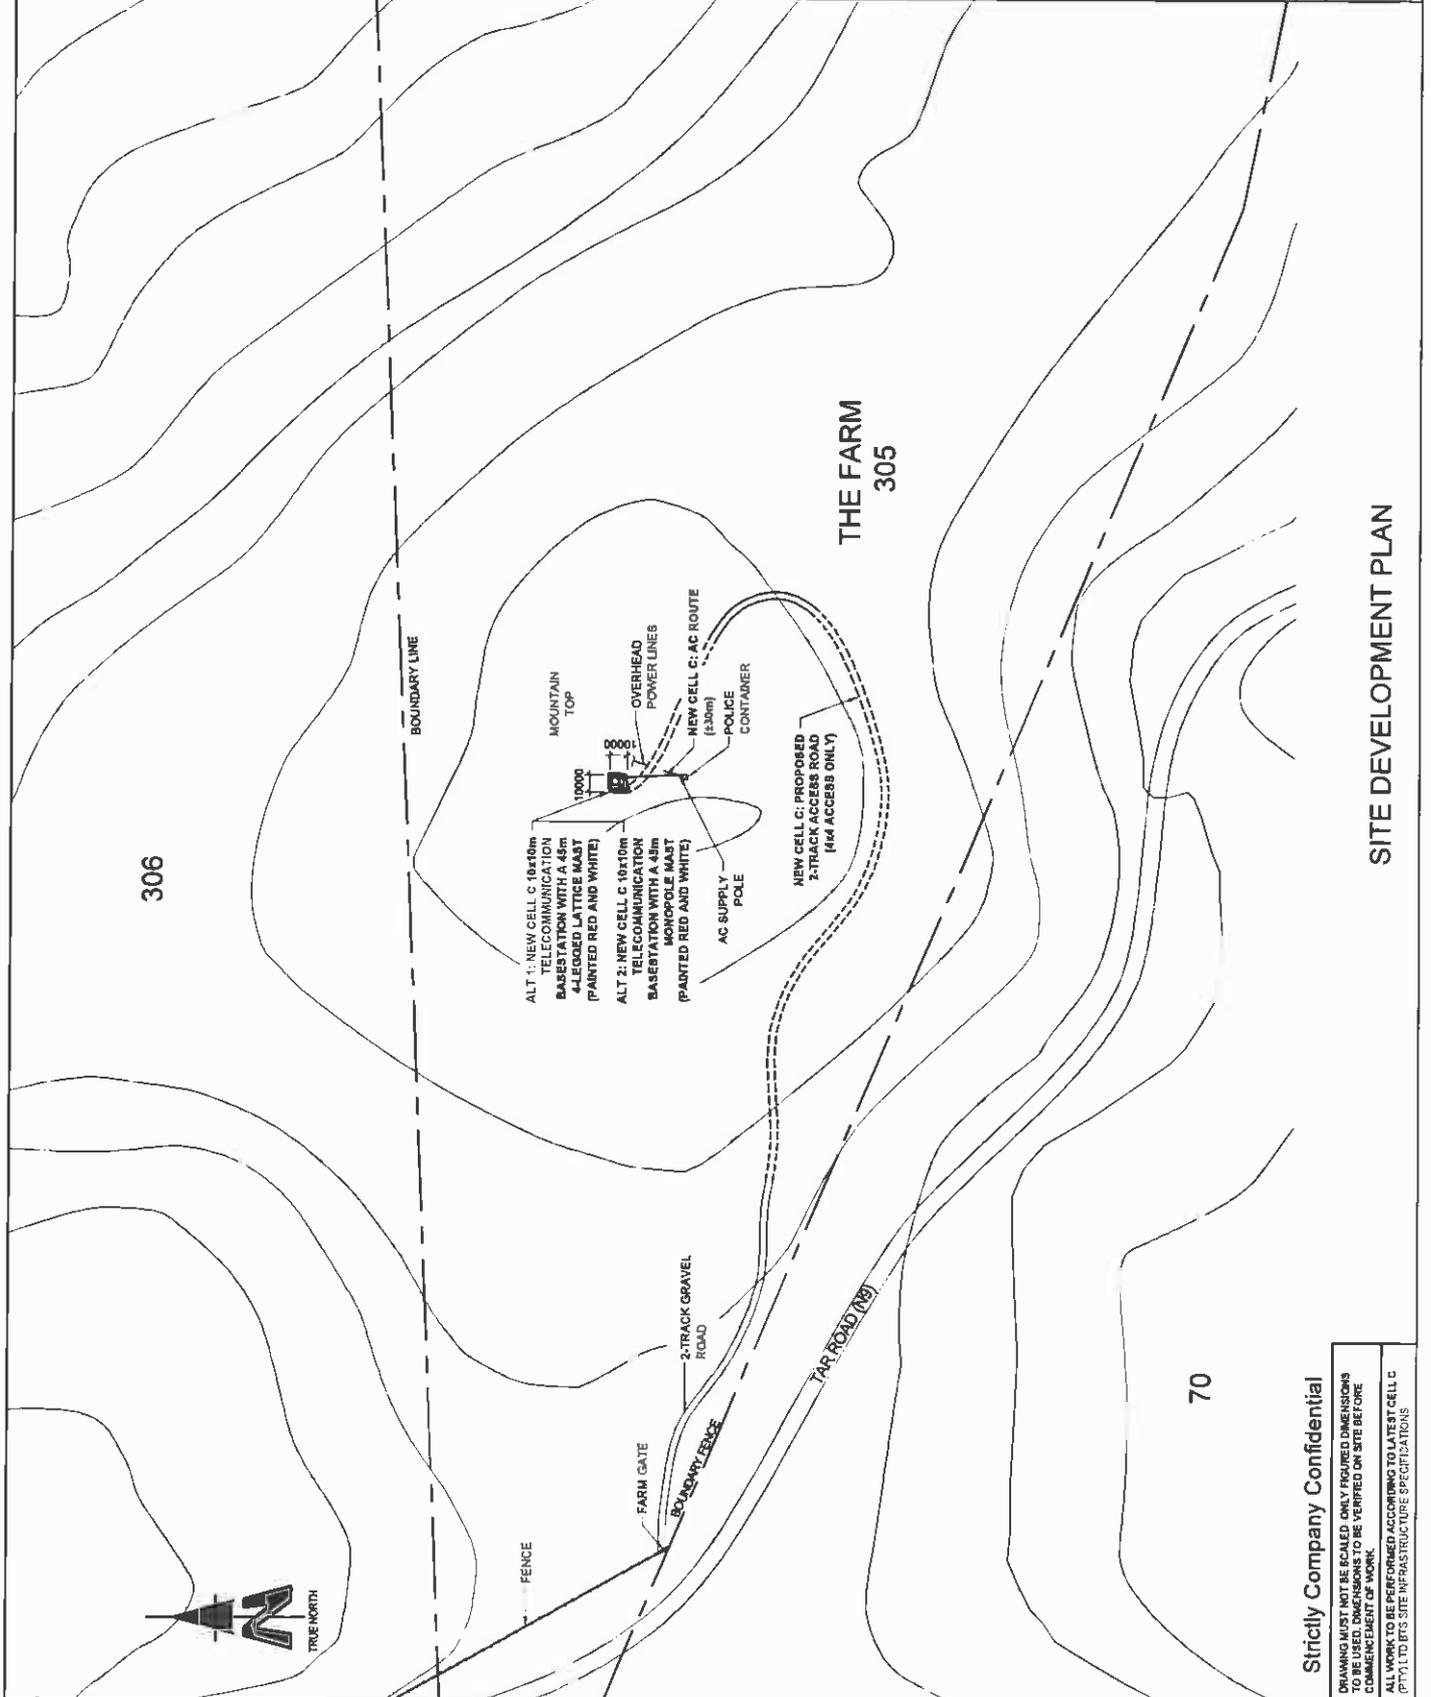 306
BOUNDARY LINE
MOUNTAIN
TOP
OVERHEAD
POWER LINES
NEW CELL C: AC ROUTE
(±30m)
POLICE
CONTAINER
10000
10000
ALT 1: NEW CELL C 10x10m
TELECOMMUNICATION
BASESTATION WITH A 45m
4-LEGGED LATTICE MAST
(PAINTED RED AND WHITE)
ALT 2: NEW CELL C 10x10m
TELECOMMUNICATION
BASESTATION WITH A 45m
MONOPOLE MAST
(PAINTED RED AND WHITE)
AC SUPPLY
POLE
NEW CELL C: PROPOSED
2-TRACK ACCESS ROAD
(4x4 ACCESS ONLY)
THE FARM
305
2-TRACK GRAVEL
ROAD
FARM GATE
BOUNDARY FENCE
FENCE
TAR ROAD (N9)
70
N
TRUE NORTH
SITE DEVELOPMENT PLAN
Strictly Company Confidential
DRAWING MUST NOT BE SCALED. ONLY FIGURED DIMENSIONS
TO BE USED. DIMENSIONS TO BE VERIFIED ON SITE BEFORE
COMMENCEMENT OF WORK.
ALL WORK TO BE PERFORMED ACCORDING TO LATEST CELL C
(PTY) LTD BTS SITE INFRASTRUCTURE SPECIFICATIONS